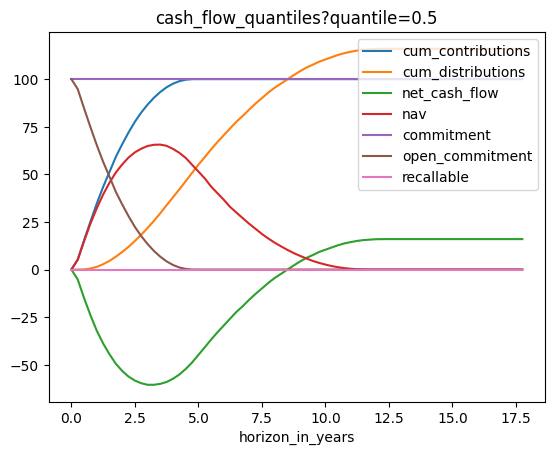 cash_flow_quantiles?quantile=0.5
cum_contributions
cum_distributions
net_cash_flow
nav
commitment
open_commitment
recallable
100
75
50
25
0
−25
−50
0.0 2.5 5.0 7.5 10.0 12.5 15.0 17.5
horizon_in_years